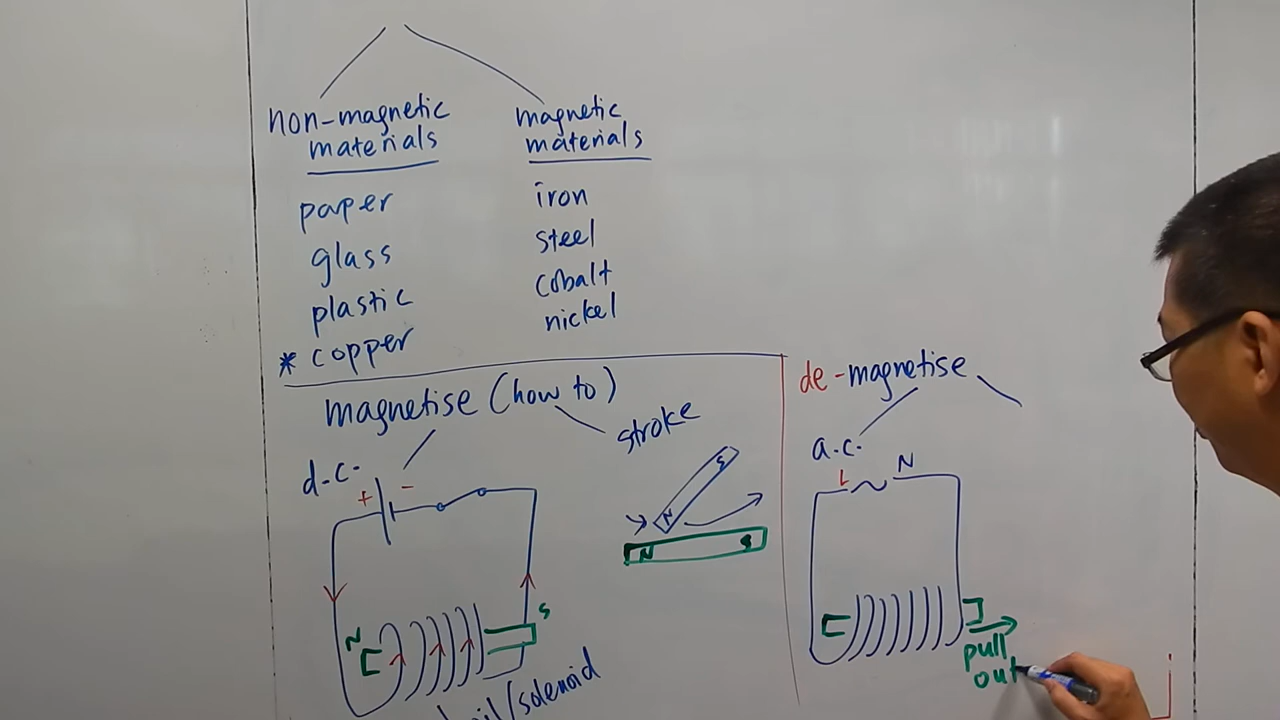 non-magnetic
materials
paper
glass
plastic
* copper
magnetic
materials
iron
steel
cobalt
nickel
magnetise (how to)
stroke
d.c.
+ -
S
N
N S
N
S
coil/solenoid
de-magnetise
a.c.
L N
pull
out